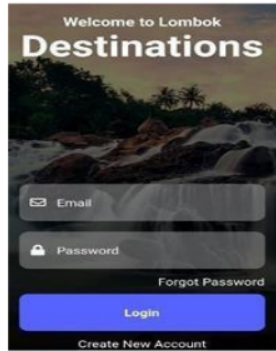 Welcome to Lombok
Destinations
Email
Password
Forgot Password
Login
Create New Account